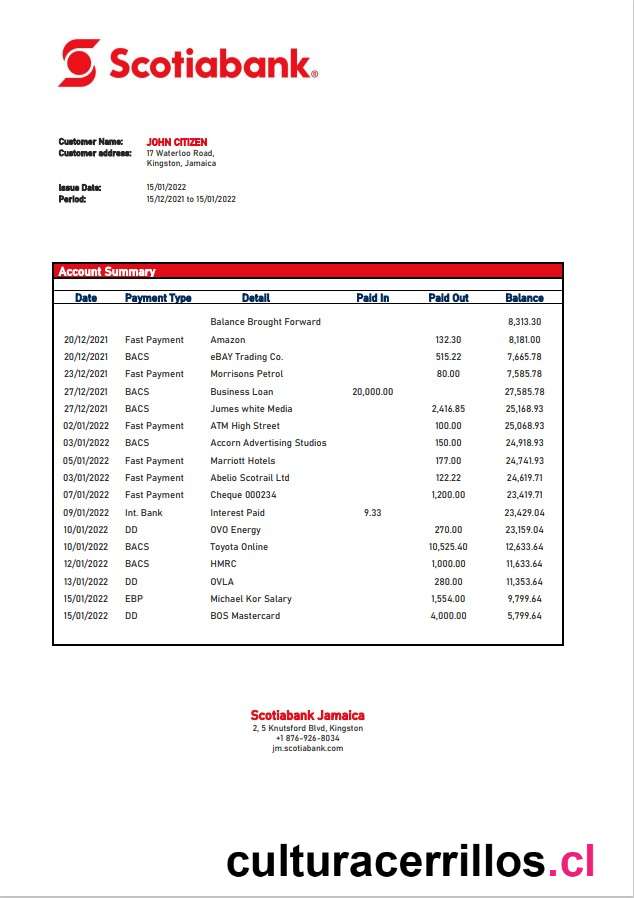 Scotiabank®
Customer Name: JOHN CITIZEN
Customer address: 17 Waterloo Road,
Kingston, Jamaica
Issue Date: 15/01/2022
Period: 15/12/2021 to 15/01/2022
Account Summary
Date Payment Type Detail Paid In Paid Out Balance
Balance Brought Forward 8,313.30
20/12/2021 Fast Payment Amazon 132.30 8,181.00
20/12/2021 BACS eBAY Trading Co. 515.22 7,665.78
23/12/2021 Fast Payment Morrisons Petrol 80.00 7,585.78
27/12/2021 BACS Business Loan 20,000.00 27,585.78
27/12/2021 BACS Jumes white Media 2,416.85 25,168.93
02/01/2022 Fast Payment ATM High Street 100.00 25,068.93
03/01/2022 BACS Accorn Advertising Studios 150.00 24,918.93
05/01/2022 Fast Payment Marriott Hotels 177.00 24,741.93
03/01/2022 Fast Payment Abelio Scotrail Ltd 122.22 24,619.71
07/01/2022 Fast Payment Cheque 000234 1,200.00 23,419.71
09/01/2022 Int. Bank Interest Paid 9.33 23,429.04
10/01/2022 DD OVO Energy 270.00 23,159.04
10/01/2022 BACS Toyota Online 10,525.40 12,633.64
12/01/2022 BACS HMRC 1,000.00 11,633.64
13/01/2022 DD OVLA 280.00 11,353.64
15/01/2022 EBP Michael Kor Salary 1,554.00 9,799.64
15/01/2022 DD BOS Mastercard 4,000.00 5,799.64
Scotiabank Jamaica
2, 5 Knutsford Blvd, Kingston
+1 876-926-8034
jm.scotiabank.com
culturacerrillos.cl